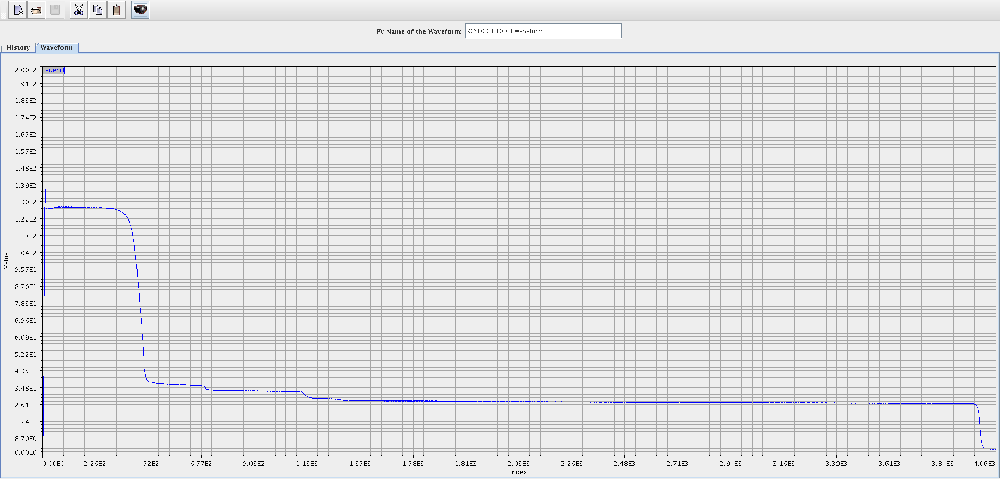 PV Name of the Waveform: RCSDCCT:DCCTWaveform
History Waveform
Legend
2.00E2
1.91E2
1.83E2
1.74E2
1.65E2
1.57E2
1.48E2
1.39E2
1.30E2
1.22E2
1.13E2
1.04E2
9.57E1
8.70E1
7.83E1
6.96E1
6.09E1
5.22E1
4.35E1
3.48E1
2.61E1
1.74E1
8.70E0
0.00E0
Value
0.00E0 2.26E2 4.52E2 6.77E2 9.03E2 1.13E3 1.35E3 1.58E3 1.81E3 2.03E3 2.26E3 2.48E3 2.71E3 2.94E3 3.16E3 3.39E3 3.61E3 3.84E3 4.06E3
Index